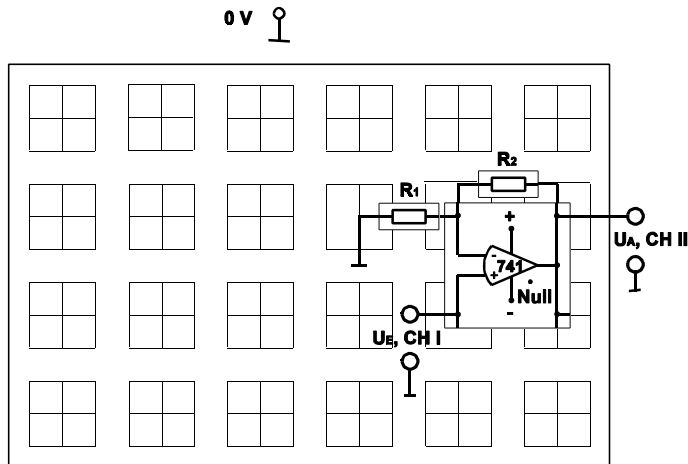 0 V
R2
R1
+
UA, CH II
-
741
+
Null
-
UE, CH I